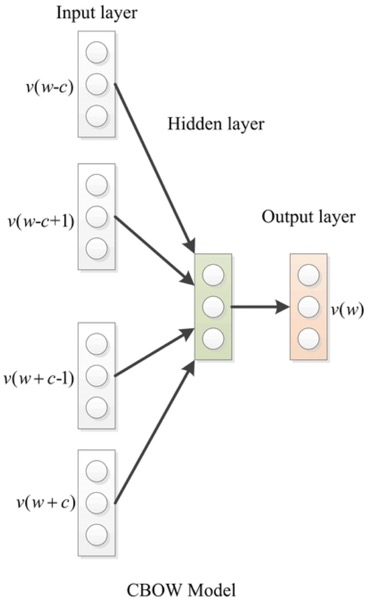 Input layer
v(w-c)
Hidden layer
v(w-c+1)
Output layer
v(w)
v(w+c-1)
v(w+c)
CBOW Model